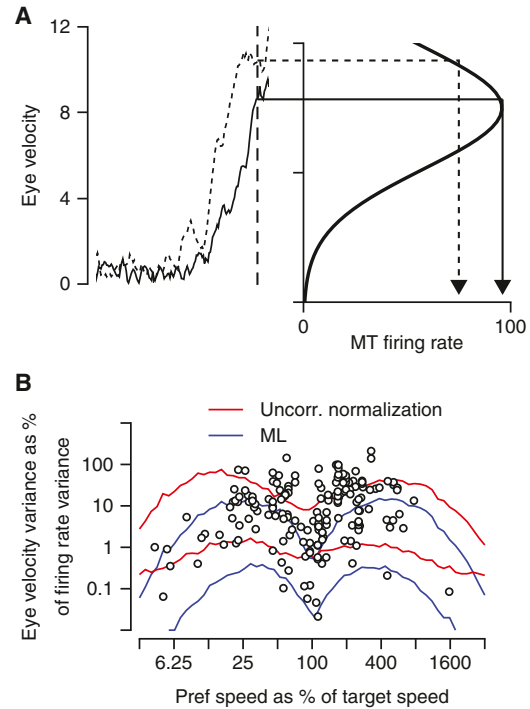 A
12
8
4
0
Eye velocity
0
100
MT firing rate
B
Uncorr. normalization
ML
Eye velocity variance as %
of firing rate variance
100
10
1
0.1
6.25
25
100
400
1600
Pref speed as % of target speed